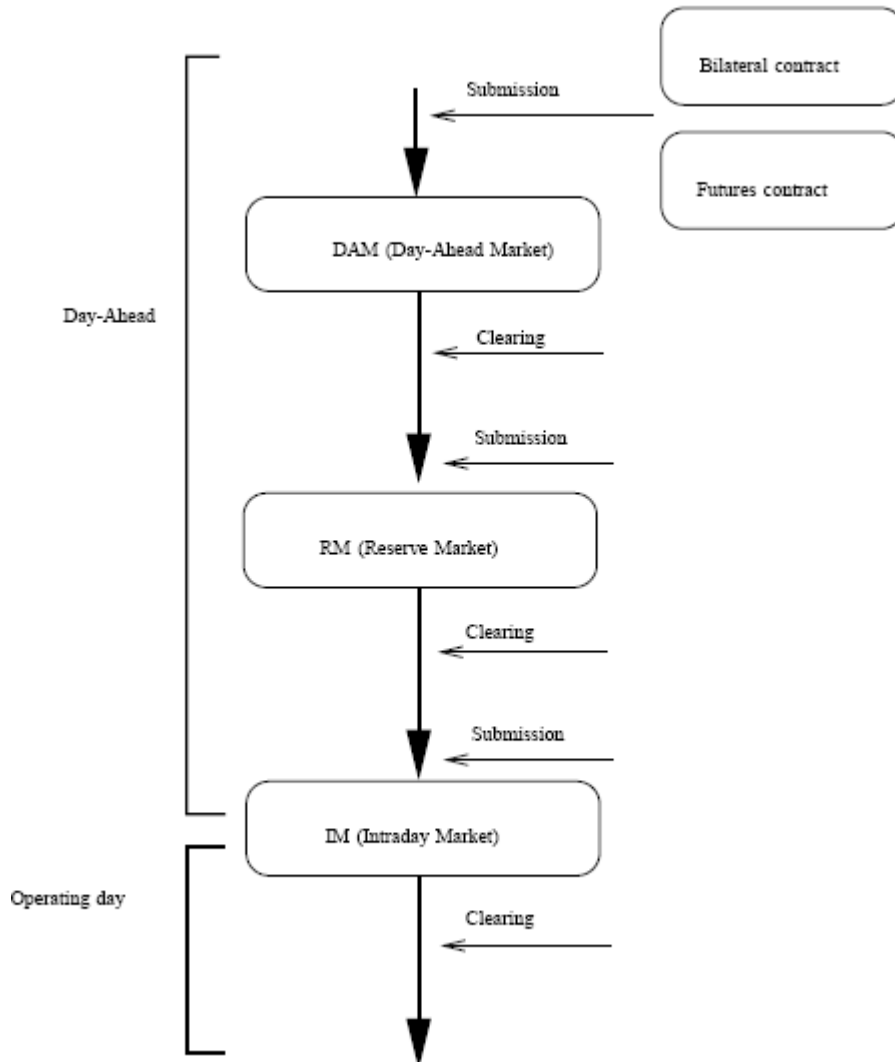 Bilateral contract
Submission
Futures contract
DAM (Day-Ahead Market)
Day-Ahead
Clearing
Submission
RM (Reserve Market)
Clearing
Submission
IM (Intraday Market)
Operating day
Clearing